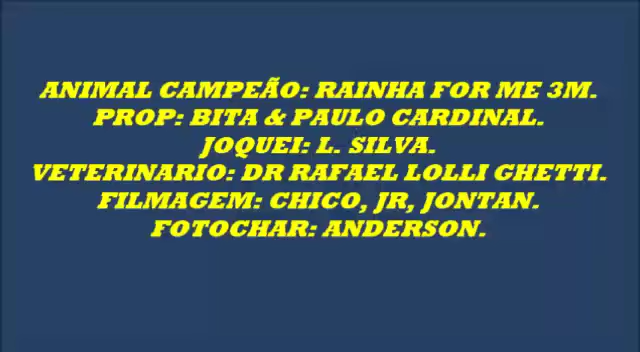 ANIMAL CAMPEÃO: RAINHA FOR ME 3M.
PROP: BITA & PAULO CARDINAL.
JOQUEI: L. SILVA.
VETERINARIO: DR RAFAEL LOLLI GHETTI.
FILMAGEM: CHICO, JR, JONTAN.
FOTOCHAR: ANDERSON.